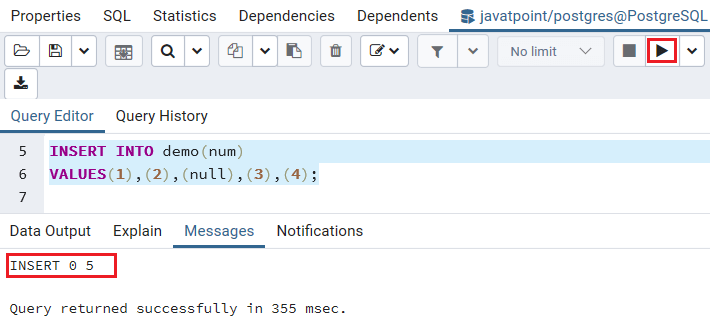 Properties SQL Statistics Dependencies Dependents javatpoint/postgres@PostgreSQL
No limit
Query Editor Query History
5 INSERT INTO demo(num)
6 VALUES(1),(2),(null),(3),(4);
7
Data Output Explain Messages Notifications
INSERT 0 5
Query returned successfully in 355 msec.